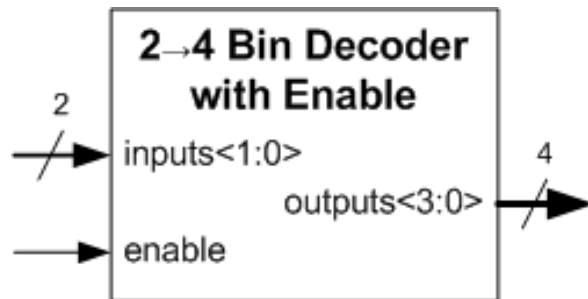 2→4 Bin Decoder
with Enable
2
inputs<1:0>
4
outputs<3:0>
enable